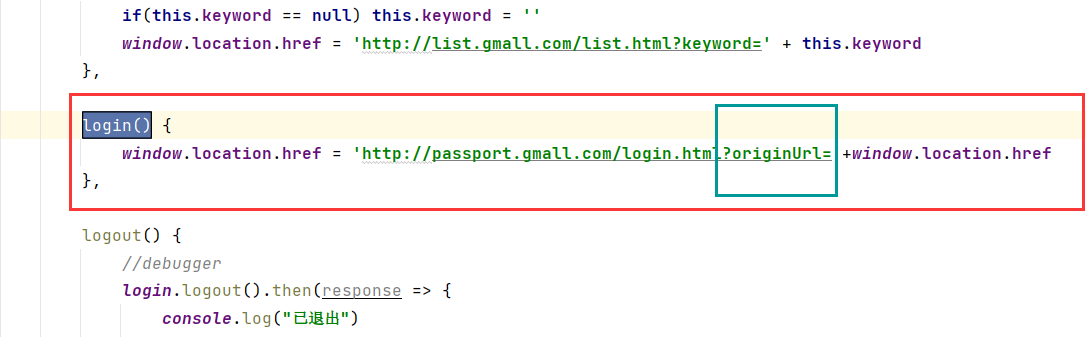 if(this.keyword == null) this.keyword = ''
window.location.href = 'http://list.gmall.com/list.html?keyword=' + this.keyword
},
login() {
window.location.href = 'http://passport.gmall.com/login.html?originUrl= +window.location.href
},
logout() {
//debugger
login.logout().then(response => {
console.log("已退出")